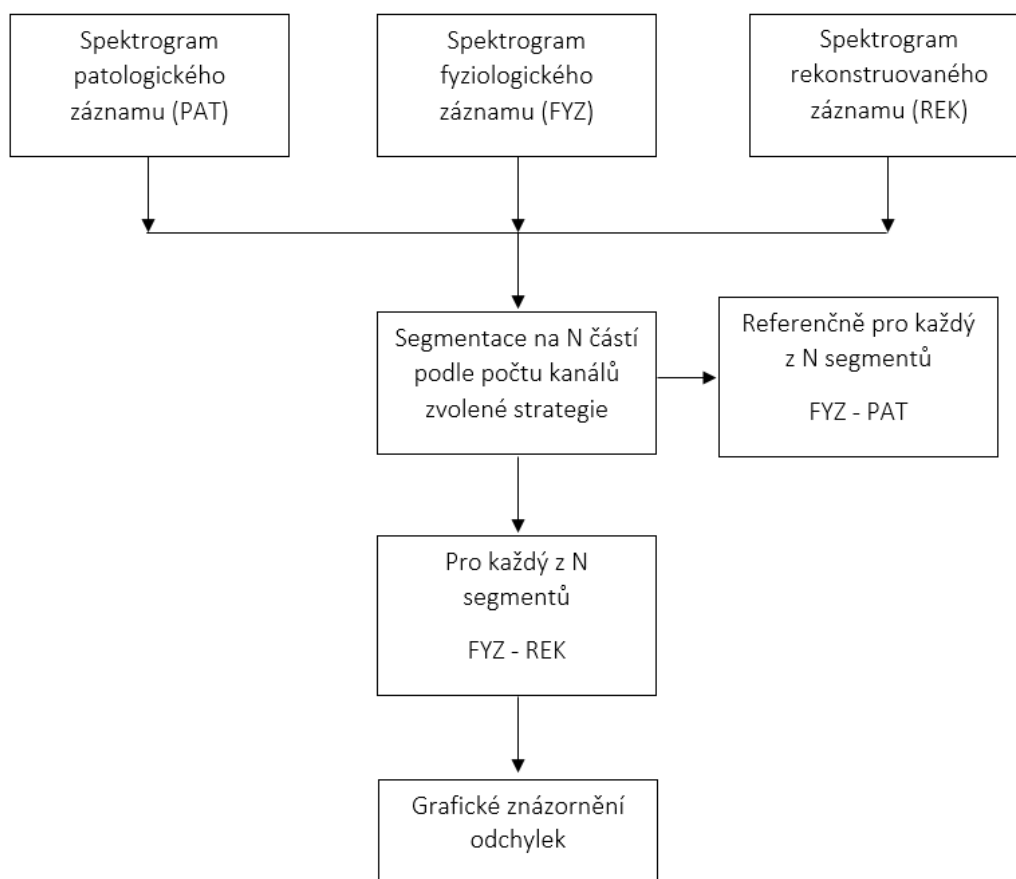 Spektrogram
patologického
záznamu (PAT)
Spektrogram
fyziologického
záznamu (FYZ)
Spektrogram
rekonstruovaného
záznamu (REK)
Segmentace na N částí
podle počtu kanálů
zvolené strategie
Referenčně pro každý
z N segmentů
FYZ - PAT
Pro každý z N
segmentů
FYZ - REK
Grafické znázornění
odchylek